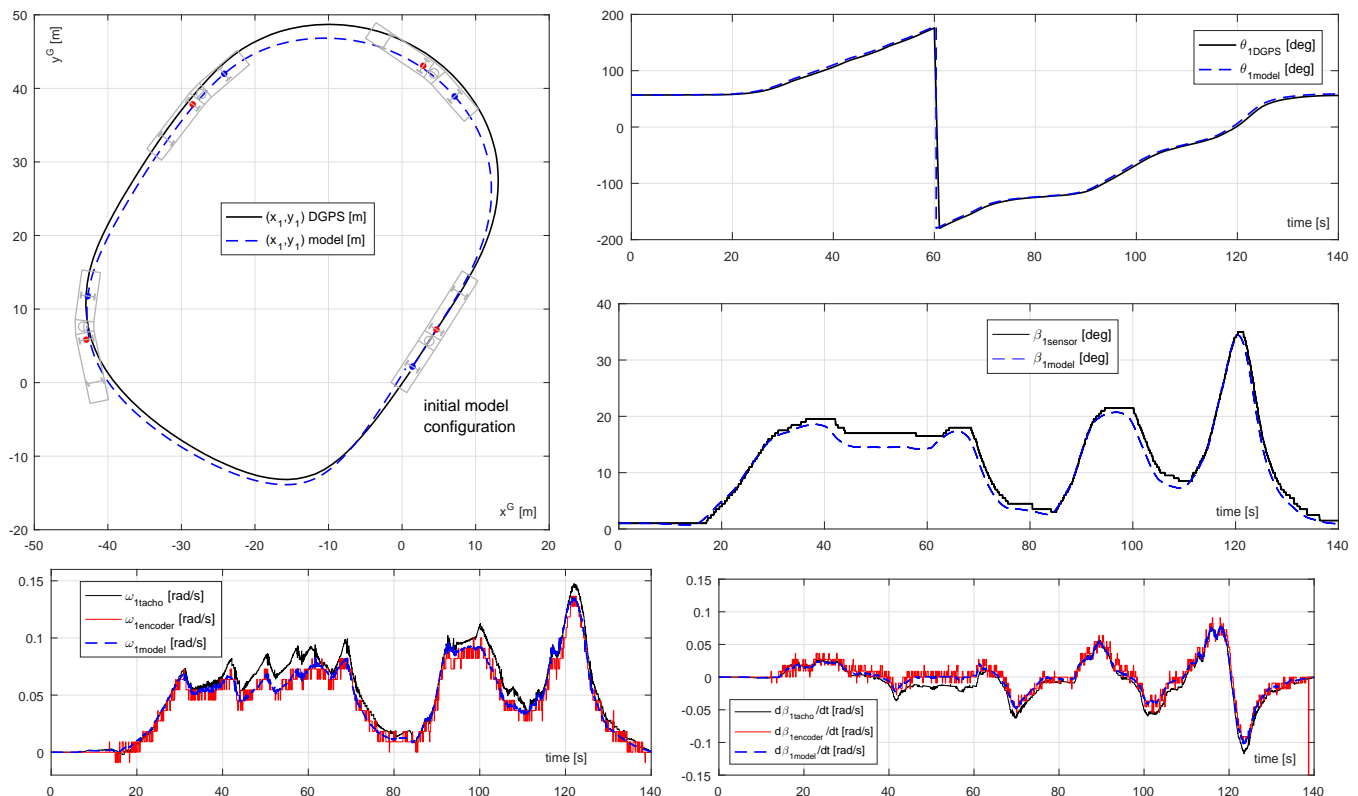 50
40
30
20
10
0
-10
-20
y^G [m]
(x_1,y_1) DGPS [m]
(x_1,y_1) model [m]
initial model
configuration
x^G [m]
-50 -40 -30 -20 -10 0 10 20
200
100
0
-100
-200
θ_1DGPS [deg]
θ_1model [deg]
time [s]
0 20 40 60 80 100 120 140
40
30
20
10
0
β_1sensor [deg]
β_1model [deg]
time [s]
0 20 40 60 80 100 120 140
0.15
0.1
0.05
0
ω_1tacho [rad/s]
ω_1encoder [rad/s]
ω_1model [rad/s]
time [s]
0 20 40 60 80 100 120 140
0.15
0.1
0.05
0
-0.05
-0.1
-0.15
dβ_1tacho/dt [rad/s]
dβ_1encoder/dt [rad/s]
dβ_1model/dt [rad/s]
time [s]
0 20 40 60 80 100 120 140